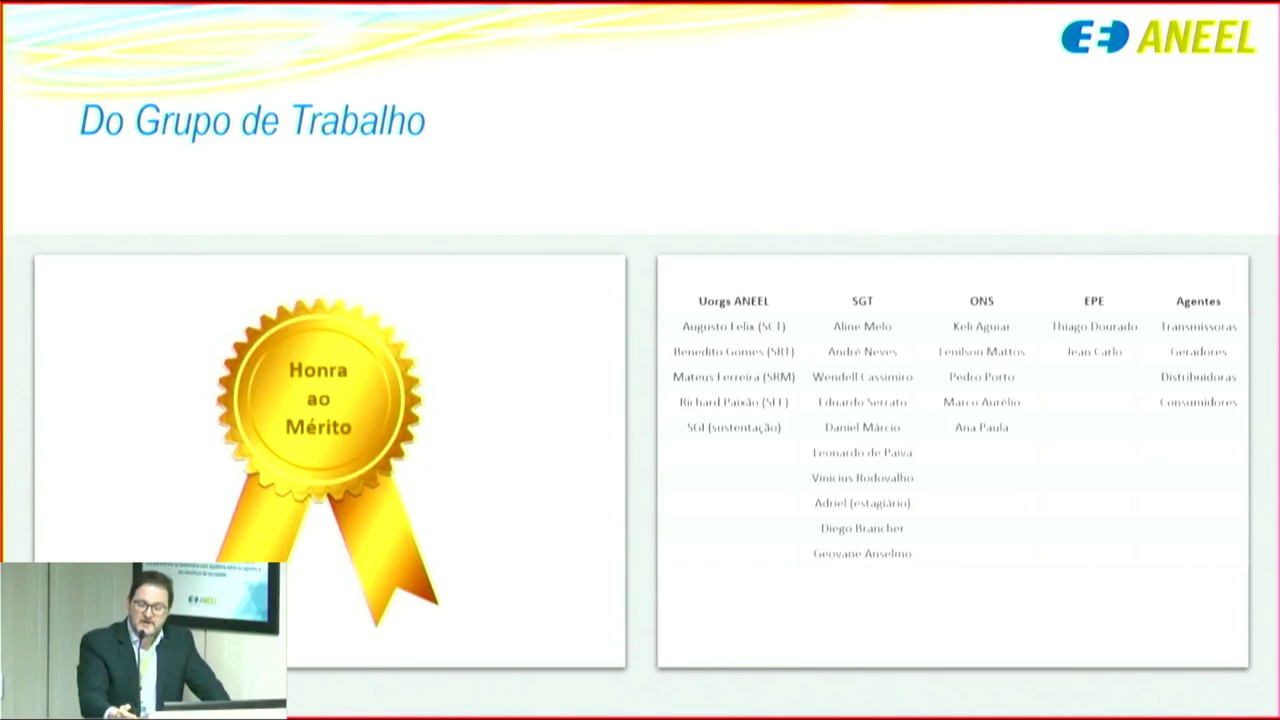 ANEEL
Do Grupo de Trabalho
Honra
ao
Mérito
Uorgs ANEEL SGT ONS EPE Agentes
Augusto Felix (SCT) Aline Melo Keli Aguiar Thiago Dourado Transmissoras
Benedito Gomes (SRT) André Neves Lenilson Mattos Jean Carlo Geradores
Mateus Ferreira (SRM) Wendell Cassimiro Pedro Porto Distribuidoras
Richard Paixão Eduardo Serrato Marco Aurélio Consumidores
SGI (sustentação) Daniel Márcio Ana Paula
Leonardo de Paiva
Vinicius Rodovalho
Adriel (estagiário)
Diego Brancher
Geovane Anselmo
ANEEL